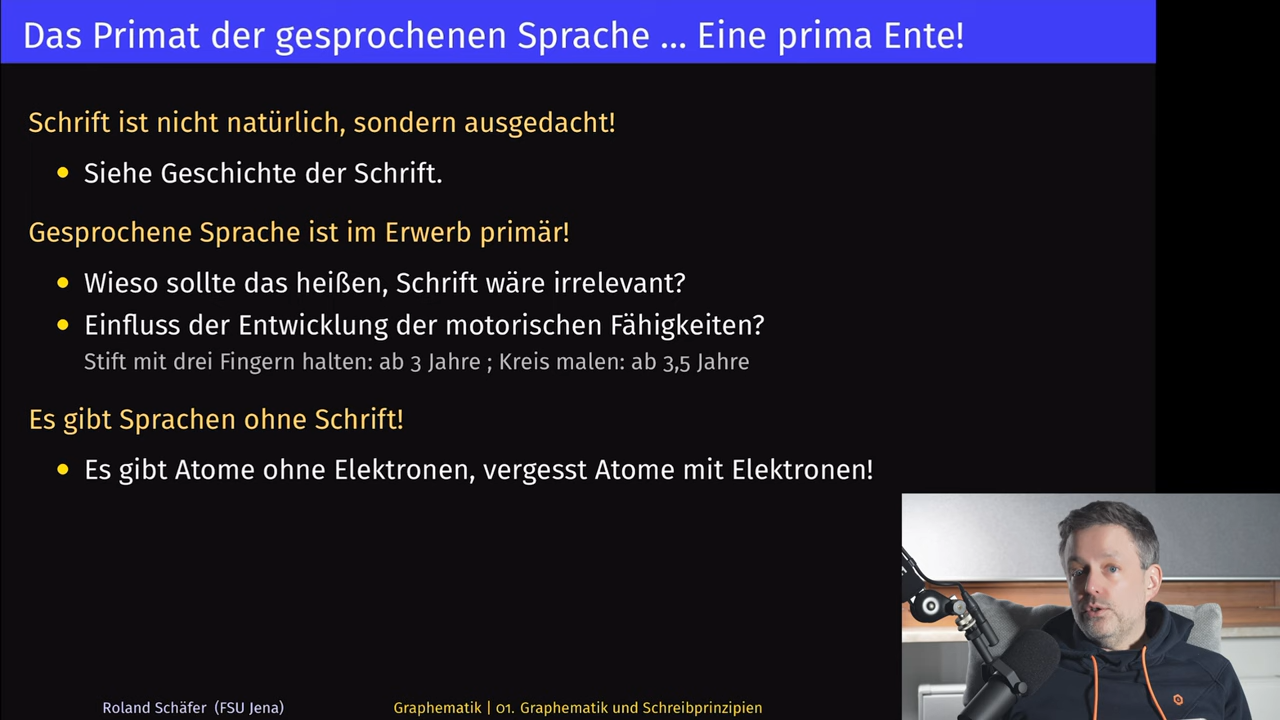 Das Primat der gesprochenen Sprache … Eine prima Ente!
Schrift ist nicht natürlich, sondern ausgedacht!
• Siehe Geschichte der Schrift.
Gesprochene Sprache ist im Erwerb primär!
• Wieso sollte das heißen, Schrift wäre irrelevant?
• Einfluss der Entwicklung der motorischen Fähigkeiten?
Stift mit drei Fingern halten: ab 3 Jahre ; Kreis malen: ab 3,5 Jahre
Es gibt Sprachen ohne Schrift!
• Es gibt Atome ohne Elektronen, vergesst Atome mit Elektronen!
Roland Schäfer (FSU Jena)
Graphematik | 01. Graphematik und Schreibprinzipien